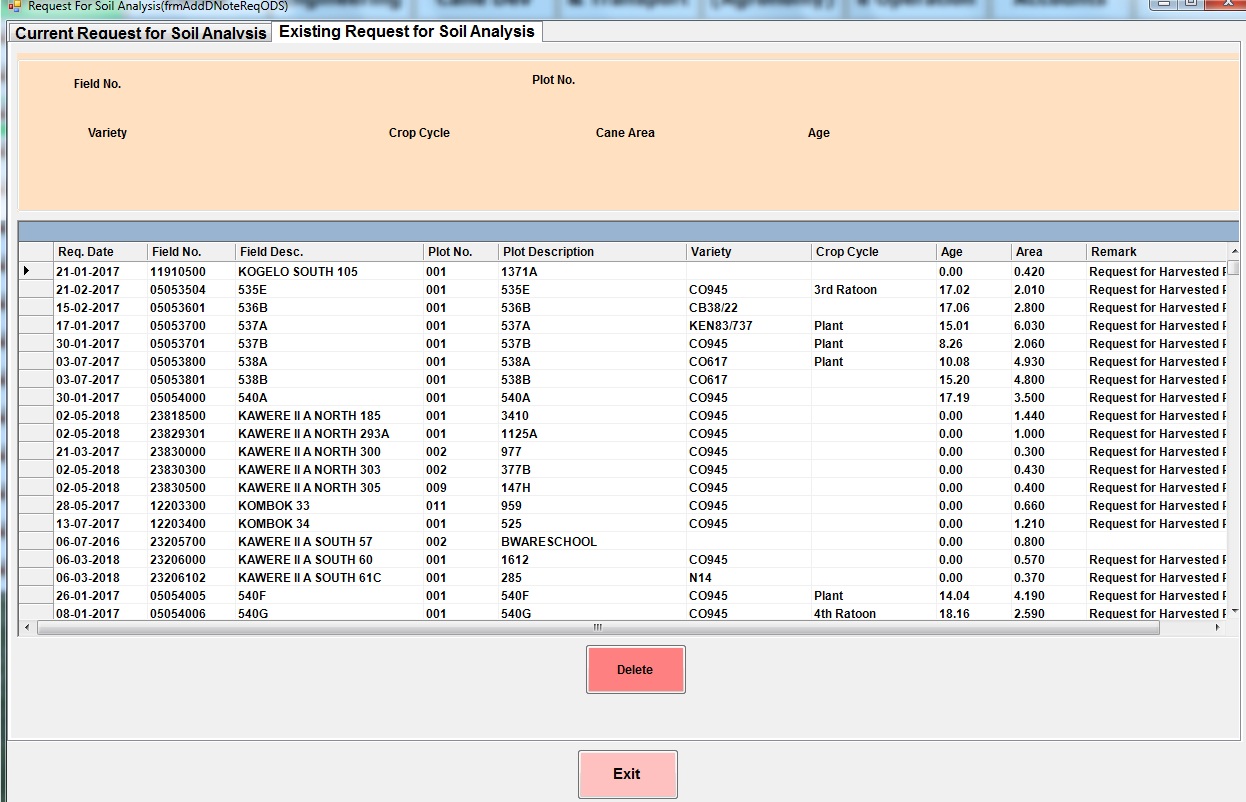 Request For Soil Analysis(frmAddDNoteReqODS)
Current Request for Soil Analysis Existing Request for Soil Analysis
Field No. Plot No.
Variety Crop Cycle Cane Area Age
Req. Date Field No. Field Desc. Plot No. Plot Description Variety Crop Cycle Age Area Remark
21-01-2017 11910500 KOGELO SOUTH 105 001 1371A 0.00 0.420 Request for Harvested
21-02-2017 05053504 535E 001 535E CO945 3rd Ratoon 17.02 2.010 Request for Harvested
15-02-2017 05053601 536B 001 536B CB38/22 17.06 2.800 Request for Harvested
17-01-2017 05053700 537A 001 537A KEN83/737 Plant 15.01 6.030 Request for Harvested
30-01-2017 05053701 537B 001 537B CO945 Plant 8.26 2.060 Request for Harvested
03-07-2017 05053800 538A 001 538A CO617 Plant 10.08 4.930 Request for Harvested
03-07-2017 05053801 538B 001 538B CO617 15.20 4.800 Request for Harvested
30-01-2017 05054000 540A 001 540A CO945 17.19 3.500 Request for Harvested
02-05-2018 23818500 KAWERE II A NORTH 185 001 3410 CO945 0.00 1.440 Request for Harvested
02-05-2018 23829301 KAWERE II A NORTH 293A 001 1125A CO945 0.00 1.000 Request for Harvested
21-03-2017 23830000 KAWERE II A NORTH 300 002 977 CO945 0.00 0.300 Request for Harvested
02-05-2018 23830300 KAWERE II A NORTH 303 002 377B CO945 0.00 0.430 Request for Harvested
02-05-2018 23830500 KAWERE II A NORTH 305 009 147H CO945 0.00 0.400 Request for Harvested
28-05-2017 12203300 KOMBOK 33 011 959 CO945 0.00 0.660 Request for Harvested
13-07-2017 12203400 KOMBOK 34 001 525 CO945 0.00 1.210 Request for Harvested
06-07-2016 23205700 KAWERE II A SOUTH 57 002 BWARESCHOOL 0.00 0.800
06-03-2018 23206000 KAWERE II A SOUTH 60 001 1612 CO945 0.00 0.570 Request for Harvested
06-03-2018 23206102 KAWERE II A SOUTH 61C 001 285 N14 0.00 0.370 Request for Harvested
26-01-2017 05054005 540F 001 540F CO945 Plant 14.04 4.190 Request for Harvested
08-01-2017 05054006 540G 001 540G CO945 4th Ratoon 18.16 2.590 Request for Harvested
Delete
Exit